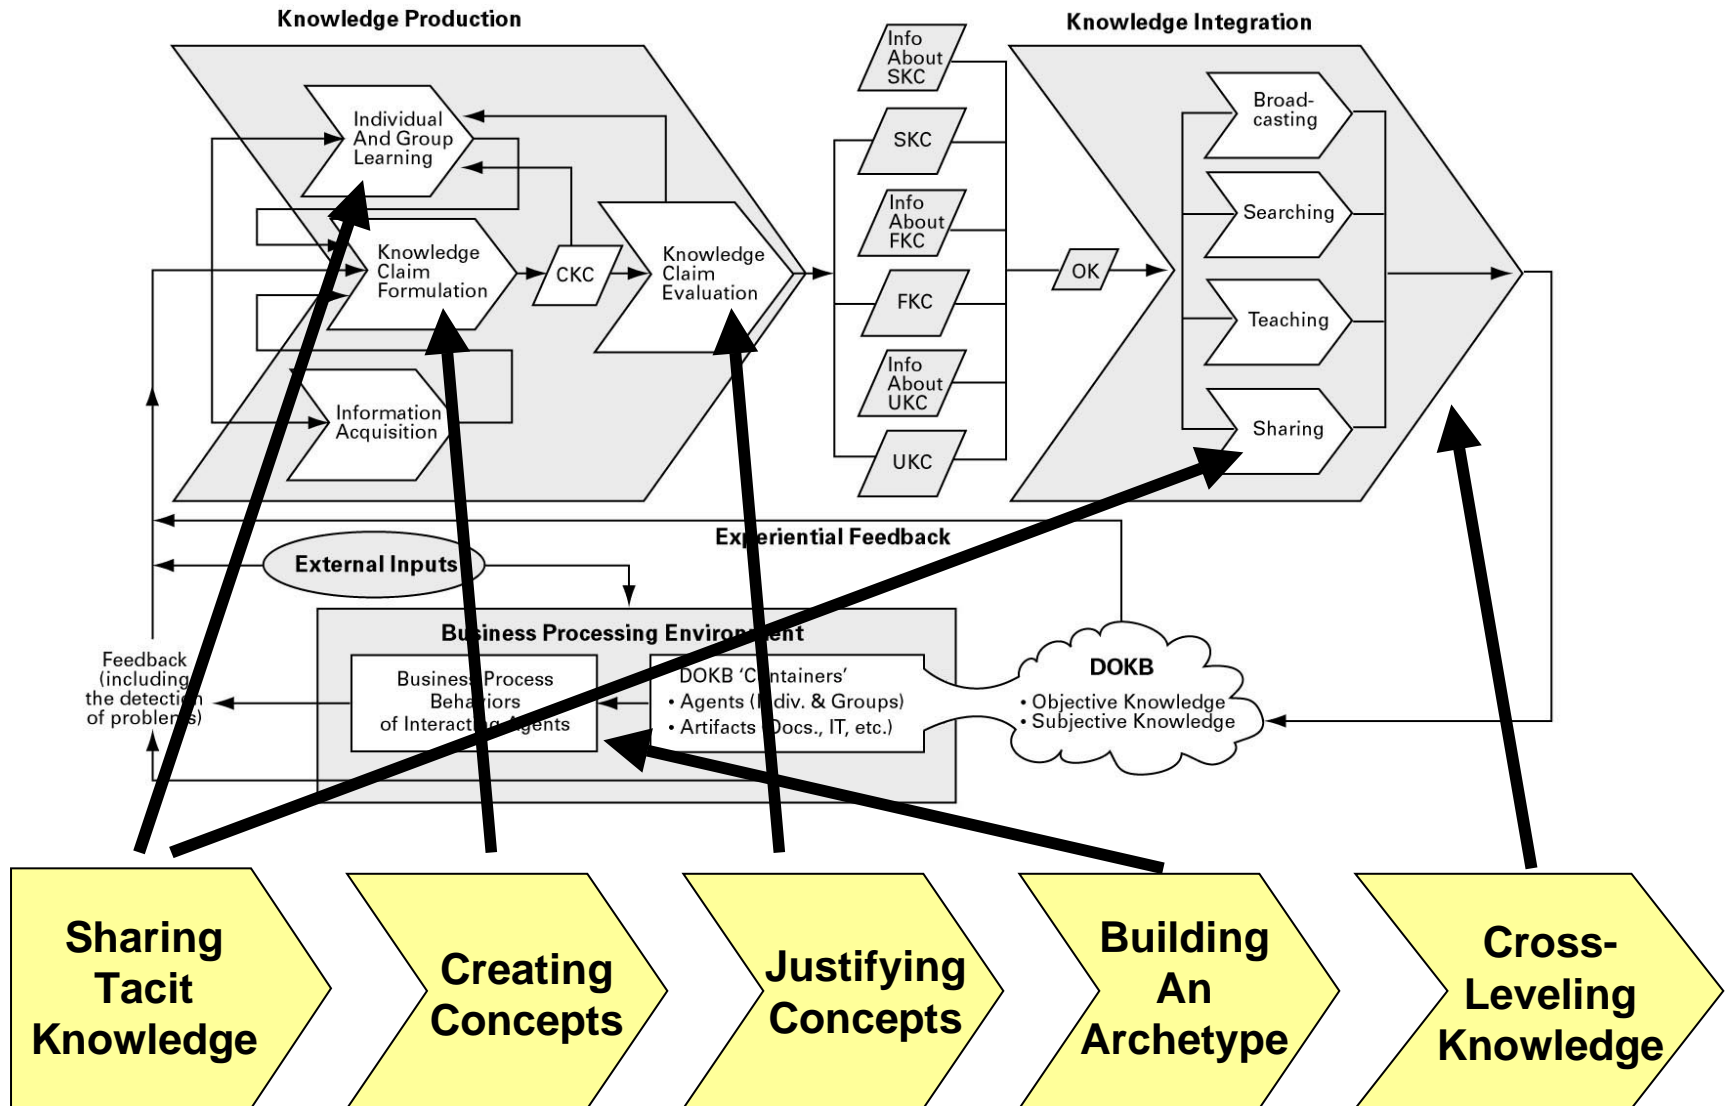 Knowledge Production
Knowledge Integration
Individual
And Group
Learning
Knowledge
Claim
Formulation
Information
Acquisition
CKC
Knowledge
Claim
Evaluation
Info
About
SKC
SKC
Info
About
FKC
FKC
Info
About
UKC
UKC
OK
Broad-
casting
Searching
Teaching
Sharing
Experiential Feedback
External Inputs
Business Processing Environment
Feedback
(including
the detection
of problems)
Business Process
Behaviors
of Interacting Agents
DOKB ‘Containers’
• Agents (Indiv. & Groups)
• Artifacts (Docs., IT, etc.)
DOKB
• Objective Knowledge
• Subjective Knowledge
Sharing
Tacit
Knowledge
Creating
Concepts
Justifying
Concepts
Building
An
Archetype
Cross-
Leveling
Knowledge